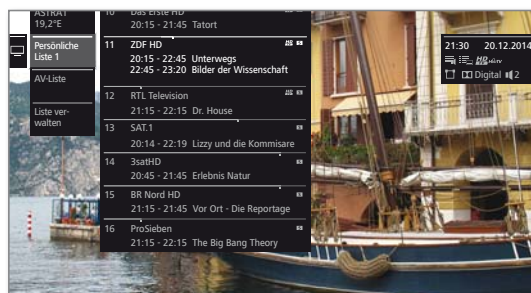 ASTRA1
19,2°E
Persönliche
Liste 1
AV-Liste
Liste ver-
walten
10 Das Erste HD
20:15 - 21:45 Tatort
11 ZDF HD
20:15 - 22:45 Unterwegs
22:45 - 23:20 Bilder der Wissenschaft
12 RTL Television
21:15 - 22:15 Dr. House
13 SAT.1
20:14 - 22:19 Lizzy und die Kommisare
14 3satHD
20:45 - 21:45 Erlebnis Natur
15 BR Nord HD
21:15 - 21:45 Vor Ort - Die Reportage
16 ProSieben
21:15 - 22:15 The Big Bang Theory
21:30 20.12.2014
Digital 2